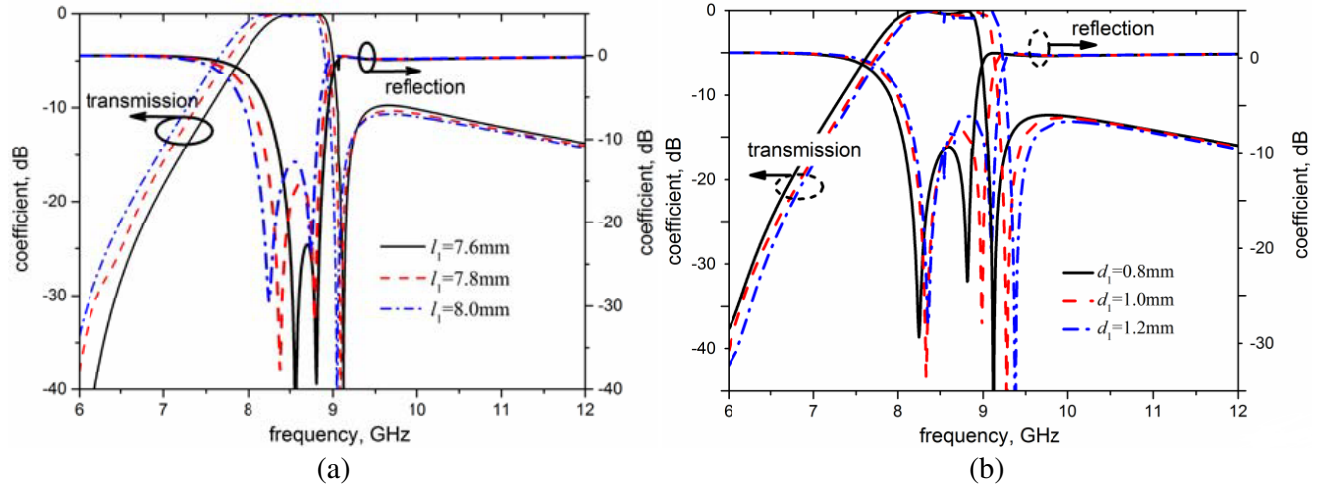 0
-10
-20
-30
-40
coefficient, dB
6 7 8 9 10 11 12
frequency, GHz
0
-10
-20
-30
-40
coefficient, dB
transmission
reflection
l₁=7.6mm
l₁=7.8mm
l₁=8.0mm
(a)
0
-10
-20
-30
-40
coefficient, dB
6 7 8 9 10 11 12
frequency, GHz
0
-10
-20
-30
coefficient, dB
transmission
reflection
d₁=0.8mm
d₁=1.0mm
d₁=1.2mm
(b)